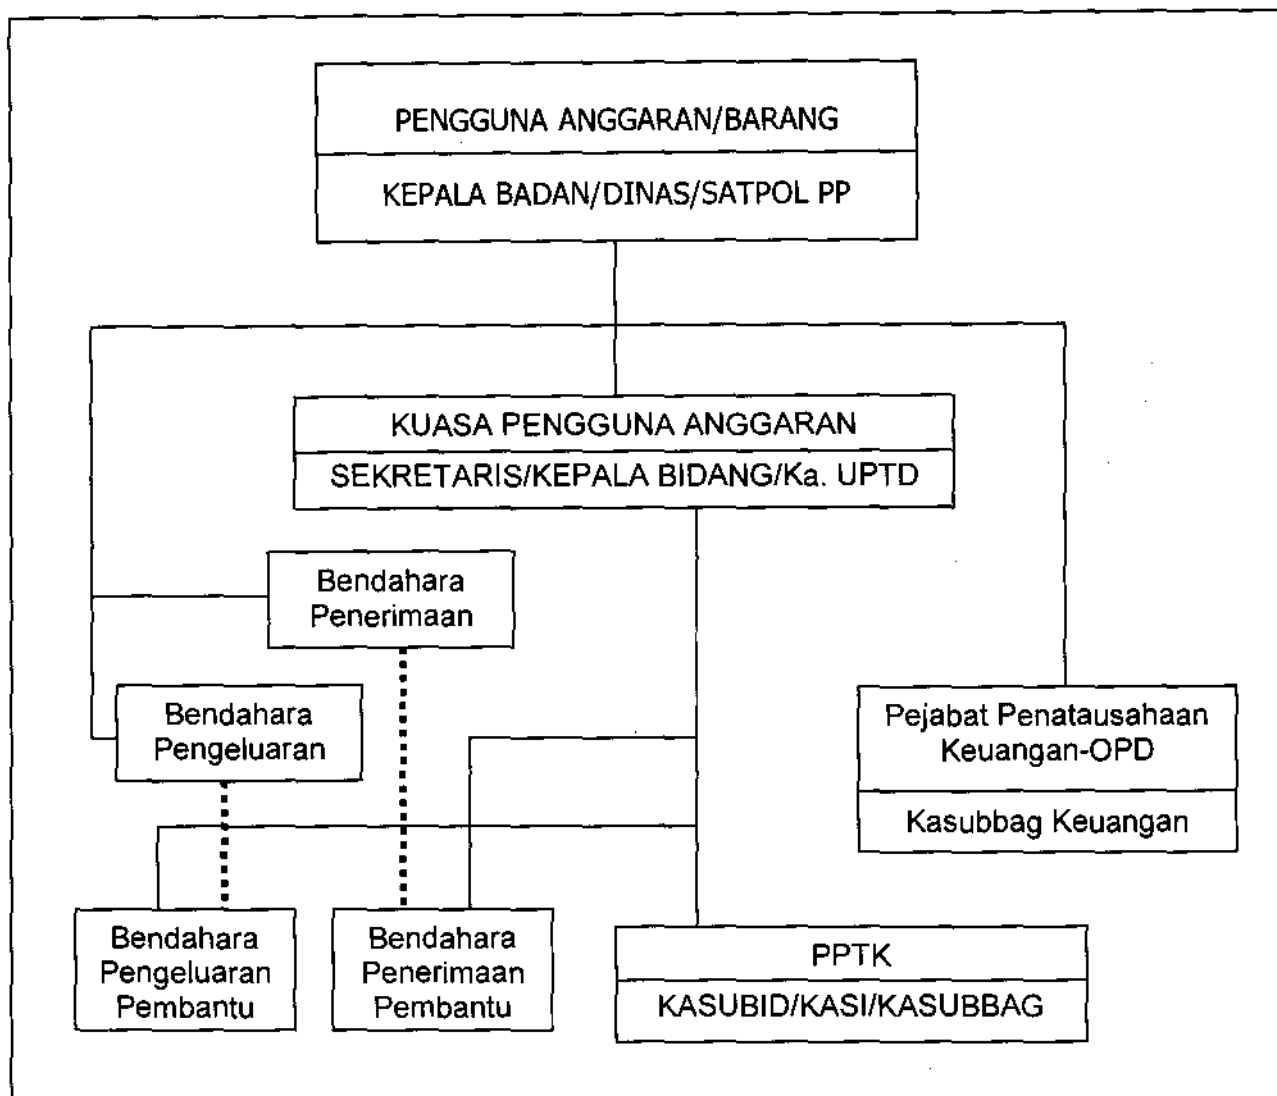 PENGGUNA ANGGARAN/BARANG
KEPALA BADAN/DINAS/SATPOL PP
KUASA PENGGUNA ANGGARAN
SEKRETARIS/KEPALA BIDANG/Ka. UPTD
Bendahara
Penerimaan
Bendahara
Pengeluaran
Pejabat Penatausahaan
Keuangan-OPD
Kasubbag Keuangan
Bendahara
Pengeluaran
Pembantu
Bendahara
Penerimaan
Pembantu
PPTK
KASUBID/KASI/KASUBBAG